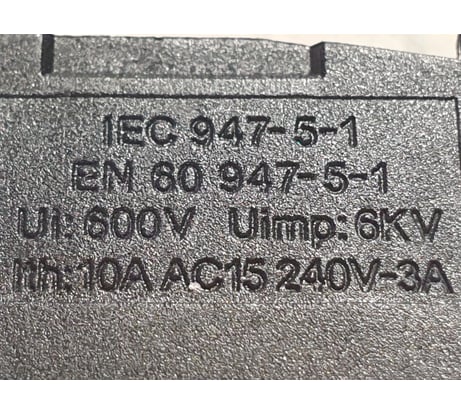 IEC 947-5-1
EN 60 947-5-1
Ui:600V Uimp:6KV
Ith:10A AC15 240V-3A